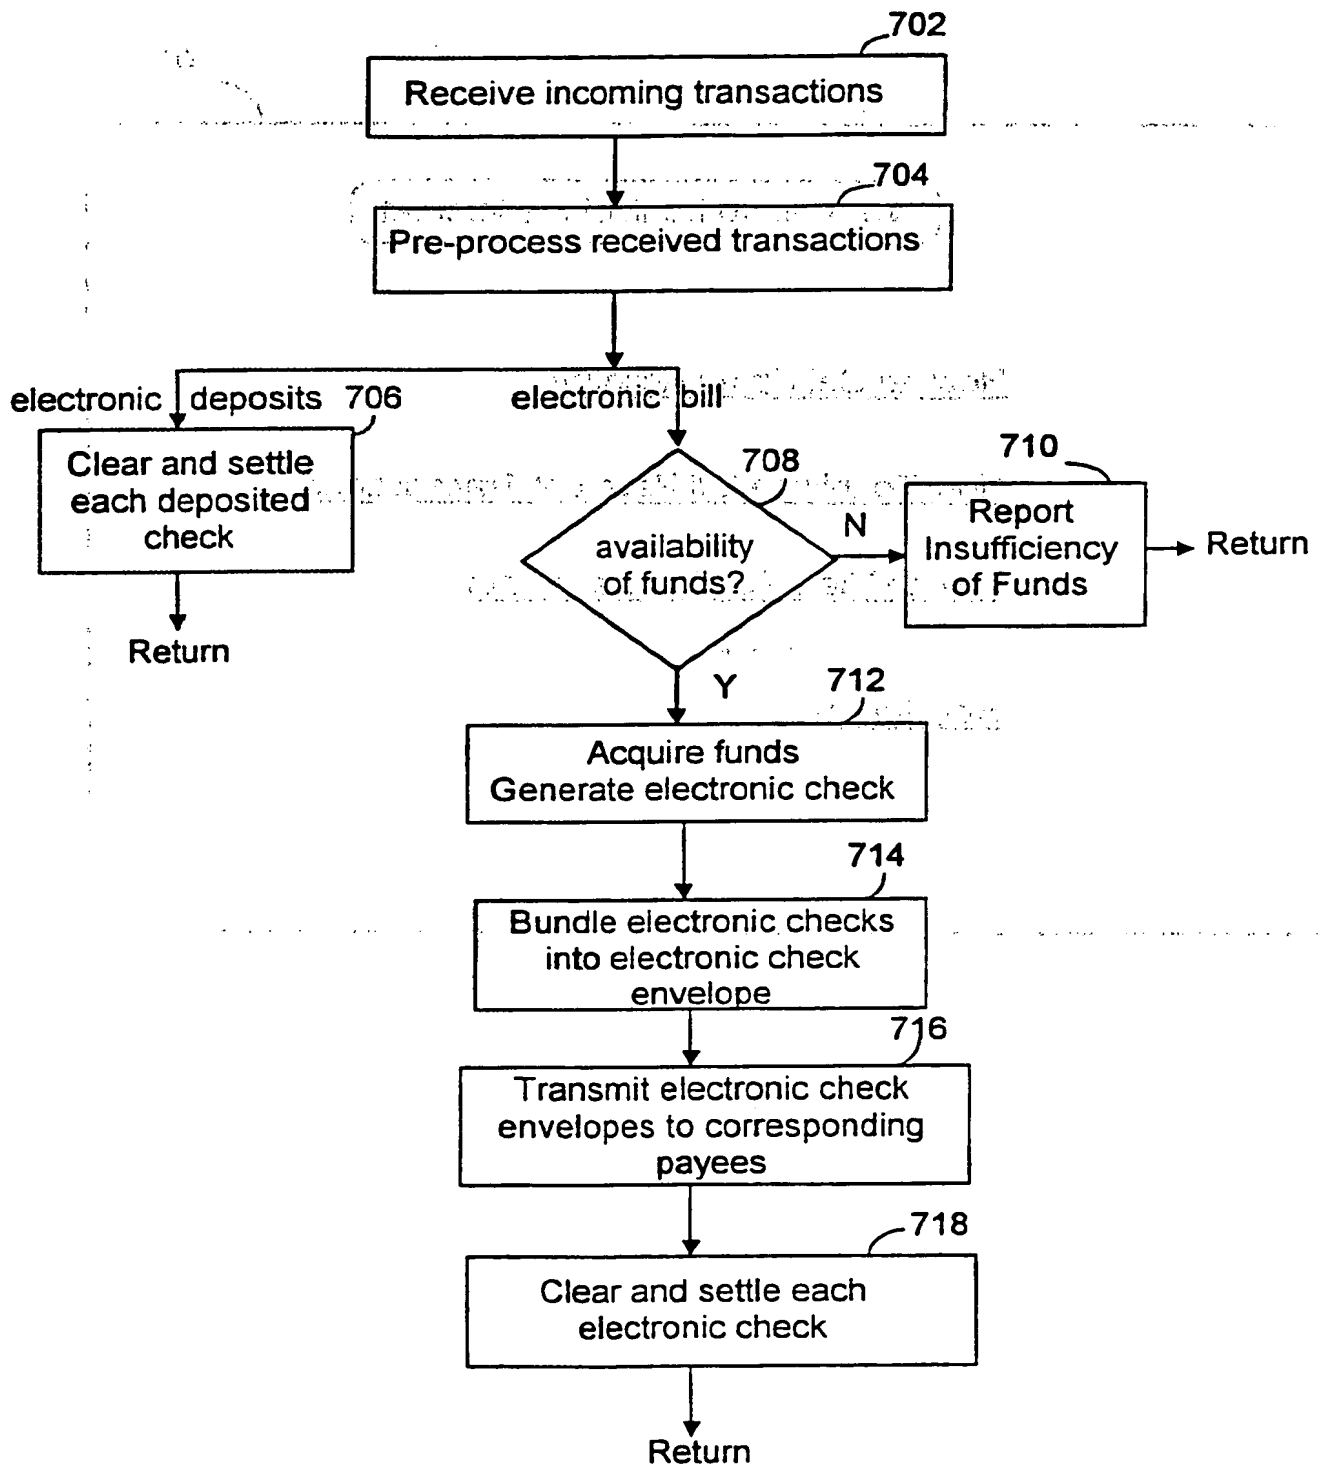 702
Receive incoming transactions
704
Pre-process received transactions
electronic deposits 706
electronic bill
Clear and settle
each deposited
check
Return
708
availability
of funds?
N
710
Report
Insufficiency
of Funds
Return
Y
712
Acquire funds
Generate electronic check
714
Bundle electronic checks
into electronic check
envelope
716
Transmit electronic check
envelopes to corresponding
payees
718
Clear and settle each
electronic check
Return